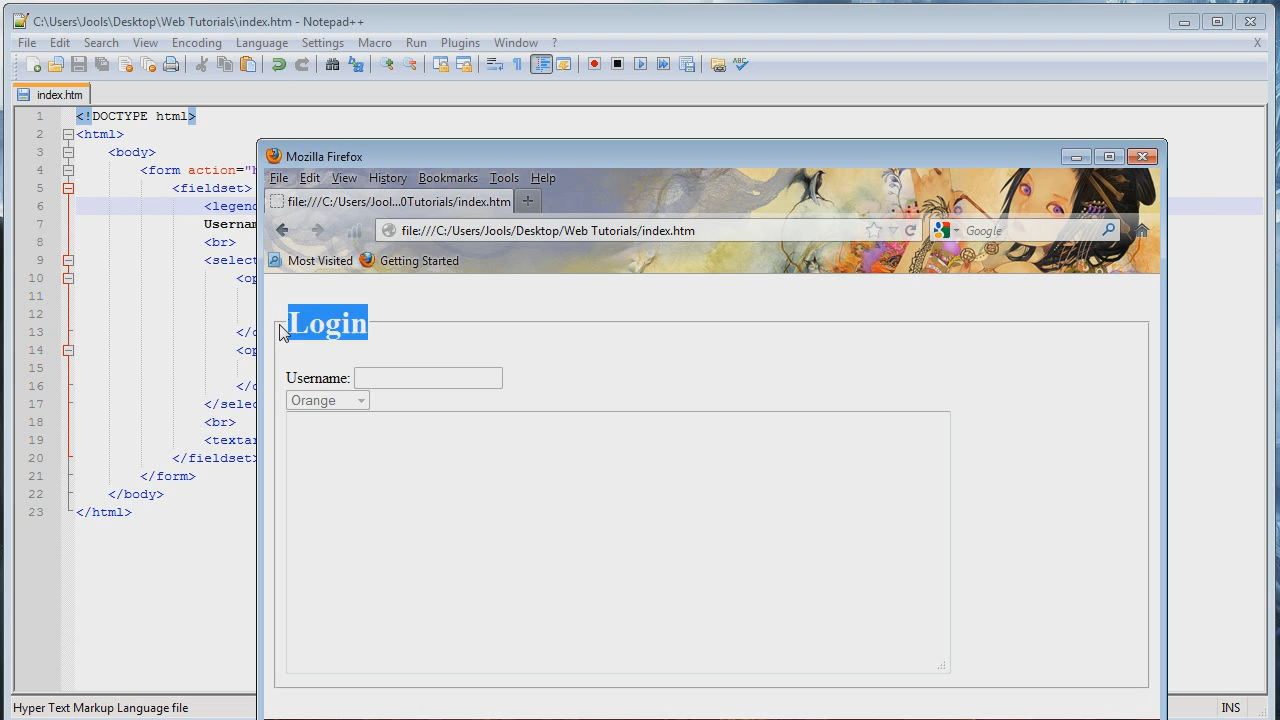 C:\Users\Jools\Desktop\Web Tutorials\index.htm - Notepad++
File Edit Search View Encoding Language Settings Macro Run Plugins Window ? X
index.htm
1 <!DOCTYPE html>
2 <html>
3 <body>
4 <form action="h
5 <fieldset>
6 <legend
7 Usernam
8 <br>
9 <select
10 <op
11
12
13 </o
14 <op
15
16 </o
17 </selec
18 <br>
19 <textar
20 </fieldset>
21 </form>
22 </body>
23 </html>
Mozilla Firefox
File Edit View History Bookmarks Tools Help
file:///C:/Users/Jool...0Tutorials/index.htm
file:///C:/Users/Jools/Desktop/Web Tutorials/index.htm
Google
Most Visited Getting Started
Login
Username:
Orange
Hyper Text Markup Language file
INS